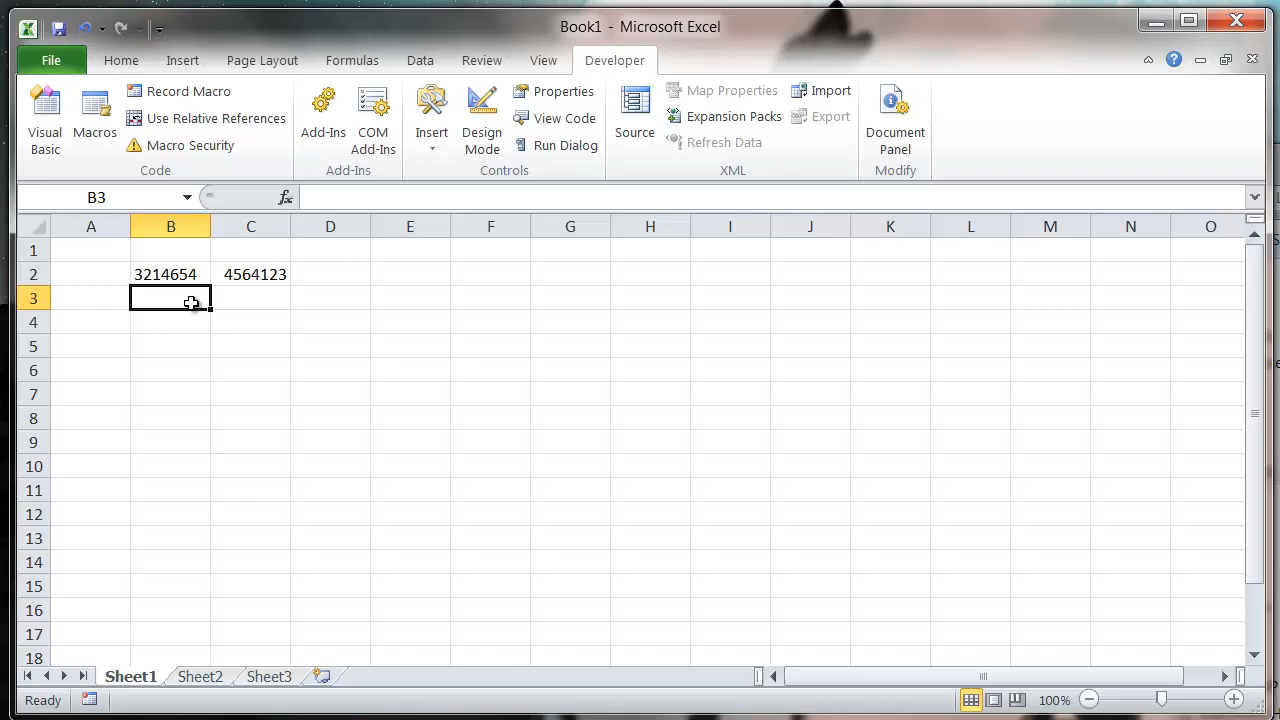 Book1 - Microsoft Excel
File Home Insert Page Layout Formulas Data Review View Developer
Visual Basic
Macros
Record Macro
Use Relative References
Macro Security
Code
Add-Ins
COM Add-Ins
Add-Ins
Insert
Design Mode
Properties
View Code
Run Dialog
Controls
Source
Map Properties
Expansion Packs
Refresh Data
Import
Export
XML
Document Panel
Modify
B3 fx
A B C D E F G H I J K L M N O
1
2 3214654 4564123
3
4
5
6
7
8
9
10
11
12
13
14
15
16
17
18
Sheet1 Sheet2 Sheet3
Ready 100%